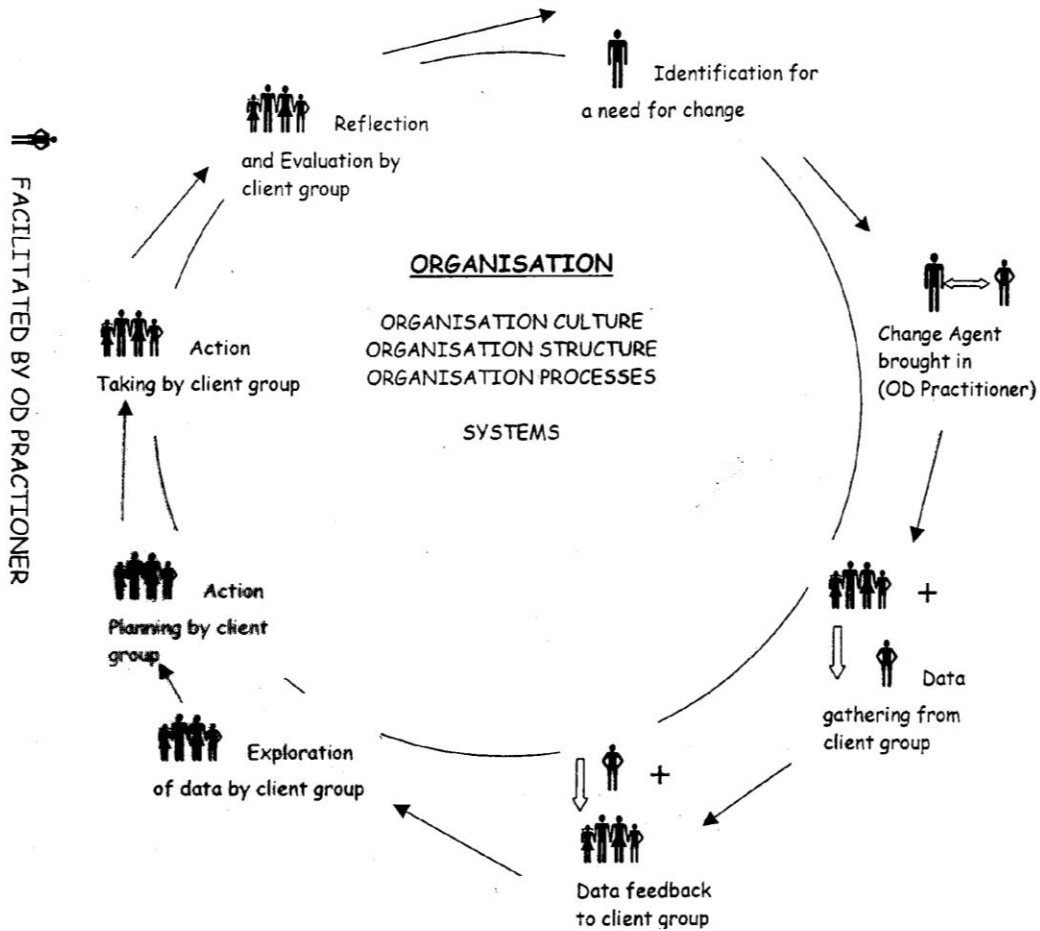 Identification for
a need for change
Change Agent
brought in
(OD Practitioner)
+
Data
gathering from
client group
+
Data feedback
to client group
Exploration
of data by client group
Action
Planning by client
group
Action
Taking by client group
Reflection
and Evaluation by
client group
ORGANISATION
ORGANISATION CULTURE
ORGANISATION STRUCTURE
ORGANISATION PROCESSES
SYSTEMS
FACILITATED BY OD PRACTIONER